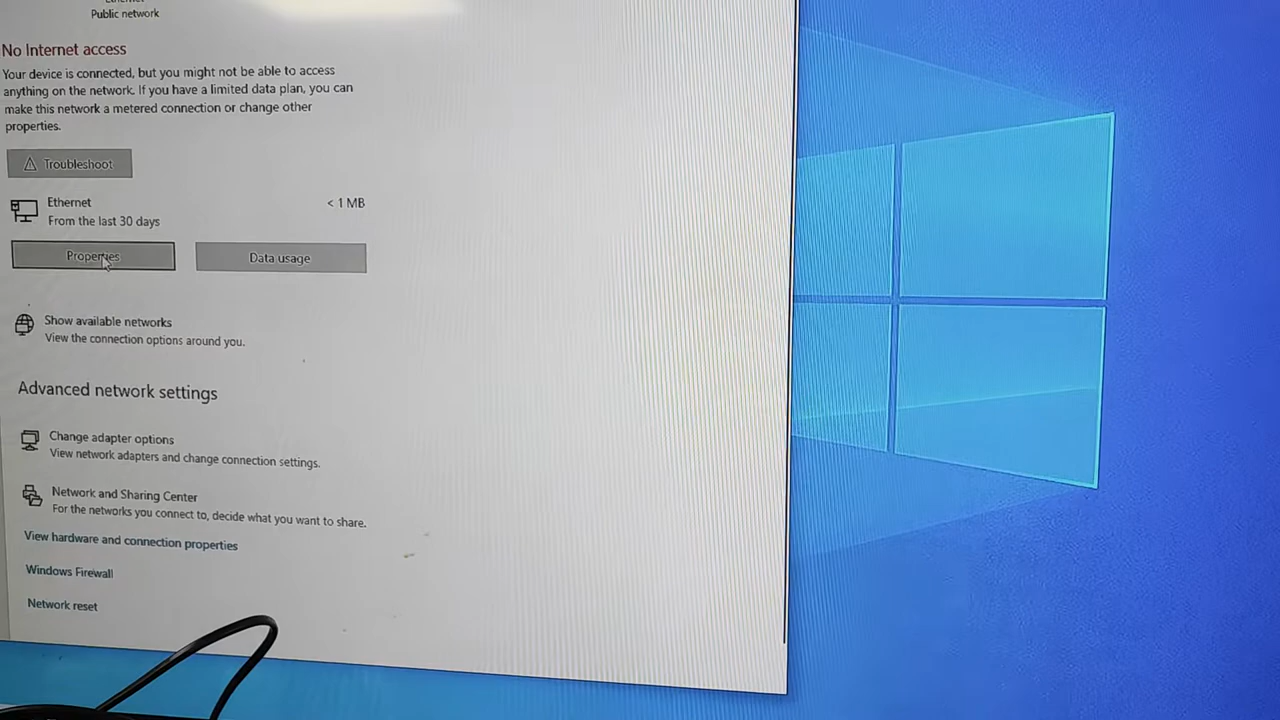 Ethernet
Public network
No Internet access
Your device is connected, but you might not be able to access
anything on the network. If you have a limited data plan, you can
make this network a metered connection or change other
properties.
Troubleshoot
Ethernet
< 1 MB
From the last 30 days
Properties
Data usage
Show available networks
View the connection options around you.
Advanced network settings
Change adapter options
View network adapters and change connection settings.
Network and Sharing Center
For the networks you connect to, decide what you want to share.
View hardware and connection properties
Windows Firewall
Network reset